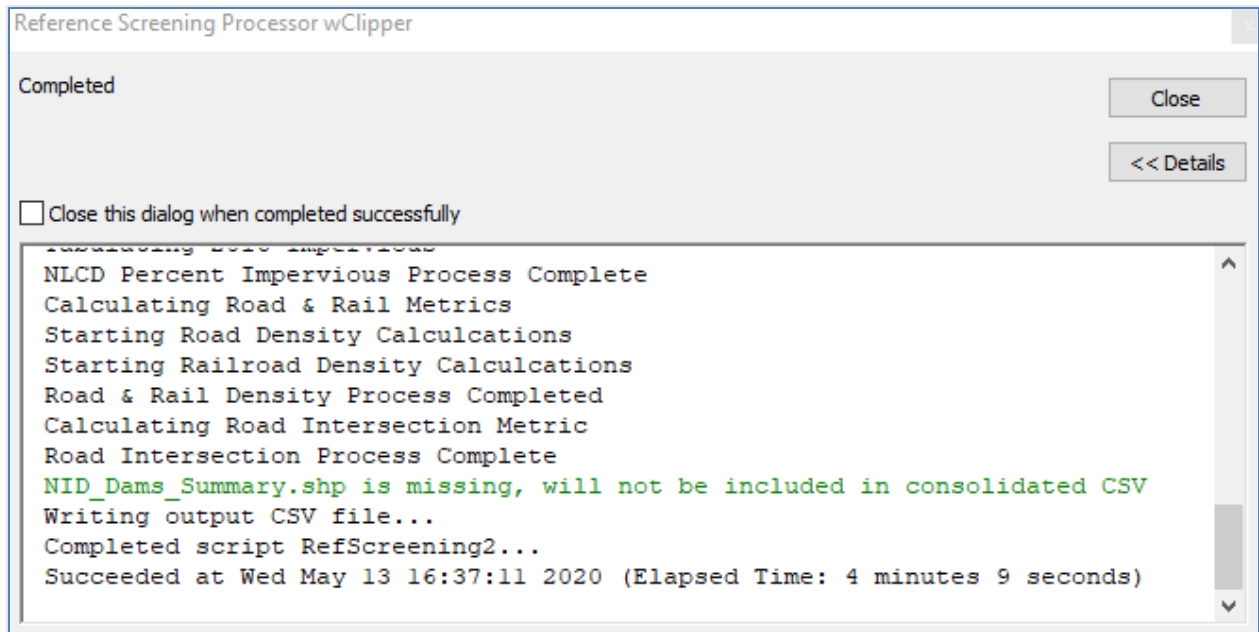 Reference Screening Processor wClipper
Completed
Close
<< Details
Close this dialog when completed successfully
NLCD Percent Impervious Process Complete
Calculating Road & Rail Metrics
Starting Road Density Calculcations
Starting Railroad Density Calculcations
Road & Rail Density Process Completed
Calculating Road Intersection Metric
Road Intersection Process Complete
NID_Dams_Summary.shp is missing, will not be included in consolidated CSV
Writing output CSV file...
Completed script RefScreening2...
Succeeded at Wed May 13 16:37:11 2020 (Elapsed Time: 4 minutes 9 seconds)